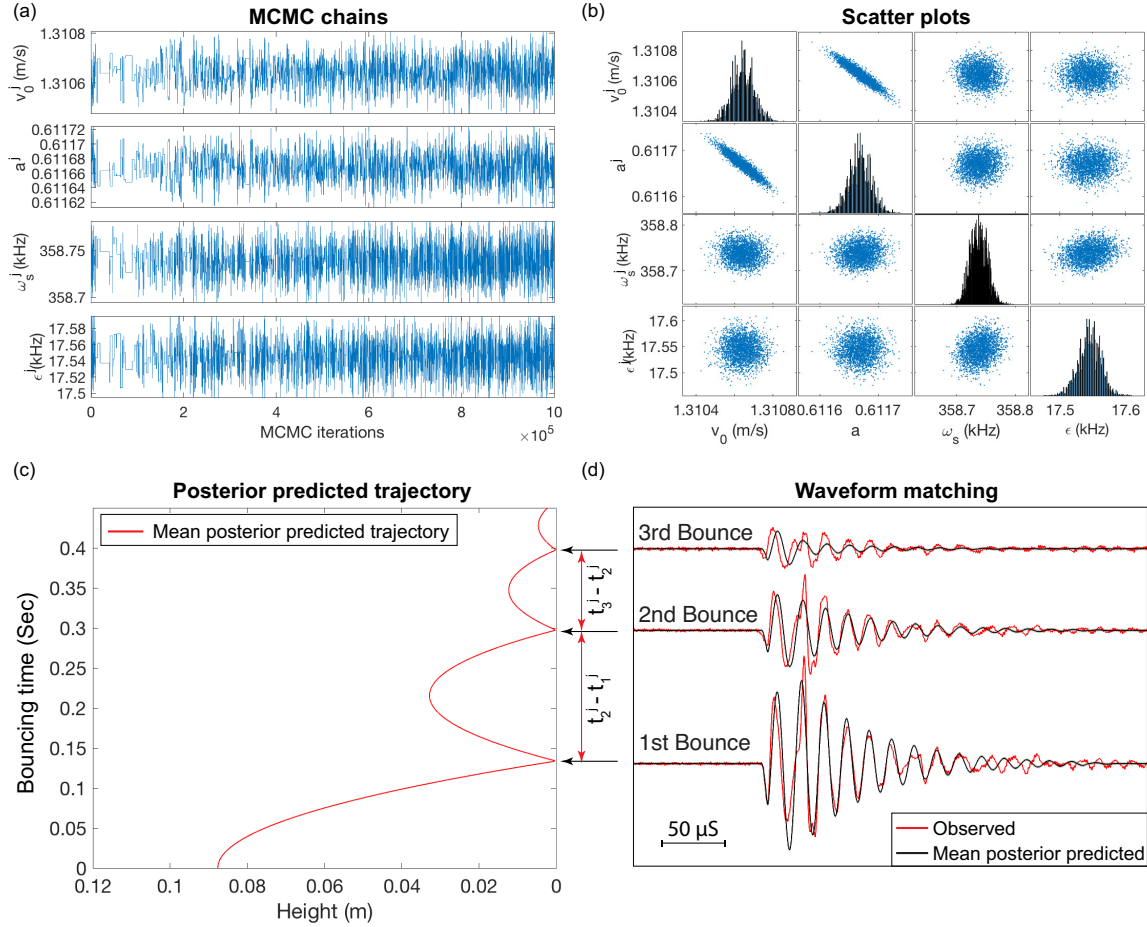 (a)
MCMC chains
v₀ʲ (m/s)
1.3108
1.3106
aʲ
0.61172
0.6117
0.61168
0.61166
0.61164
0.61162
ωₛʲ (kHz)
358.75
358.7
εʲ (kHz)
17.58
17.56
17.54
17.52
17.5
0 2 4 6 8 10
MCMC iterations
×10⁵
(b)
Scatter plots
v₀ʲ (m/s)
1.3108
1.3106
1.3104
aʲ
0.6117
0.6116
ωₛʲ (kHz)
358.8
358.7
εʲ (kHz)
17.6
17.55
17.5
1.3104 1.3108 0.6116 0.6117 358.7 358.8 17.5 17.6
v₀ (m/s) a ωₛ (kHz) ε (kHz)
(c)
Posterior predicted trajectory
Mean posterior predicted trajectory
Bouncing time (Sec)
0.4
0.35
0.3
0.25
0.2
0.15
0.1
0.05
0
0.12 0.1 0.08 0.06 0.04 0.02 0
Height (m)
t₃ʲ - t₂ʲ
t₂ʲ - t₁ʲ
(d)
Waveform matching
3rd Bounce
2nd Bounce
1st Bounce
50 µS
Observed
Mean posterior predicted